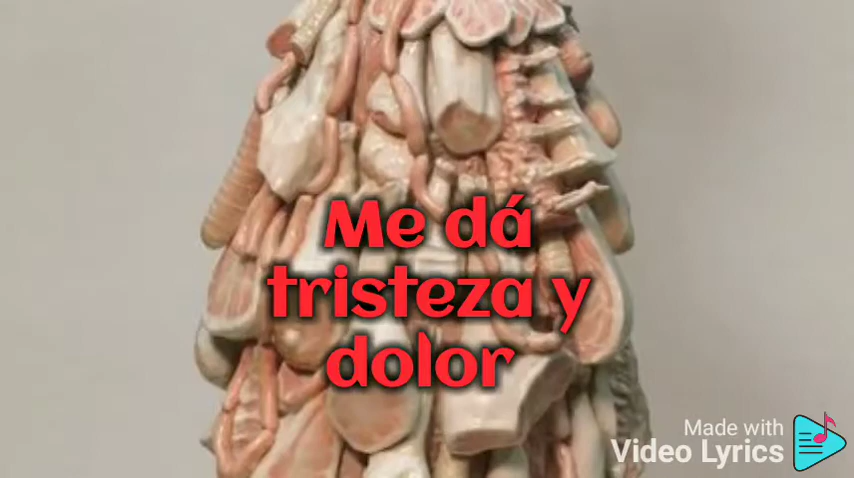 Me dá
tristeza y
dolor
Made with
Video Lyrics